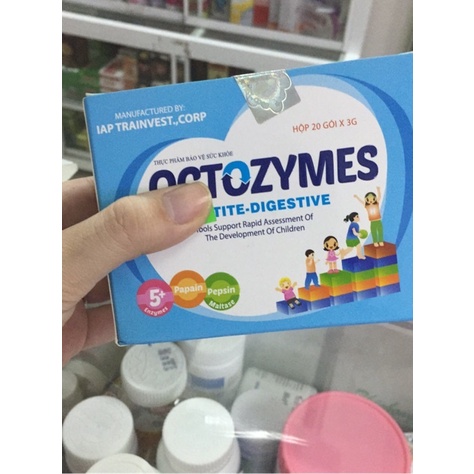 MANUFACTURED BY:
IAP TRAINVEST.,CORP
HỘP 20 GÓI X 3G
THỰC PHẨM BẢO VỆ SỨC KHỎE
OCTOZYMES
TITE-DIGESTIVE
ools Support Rapid Assessment Of
The Development Of Children
5+
Enzymes
Papain
Pepsin
Maltase